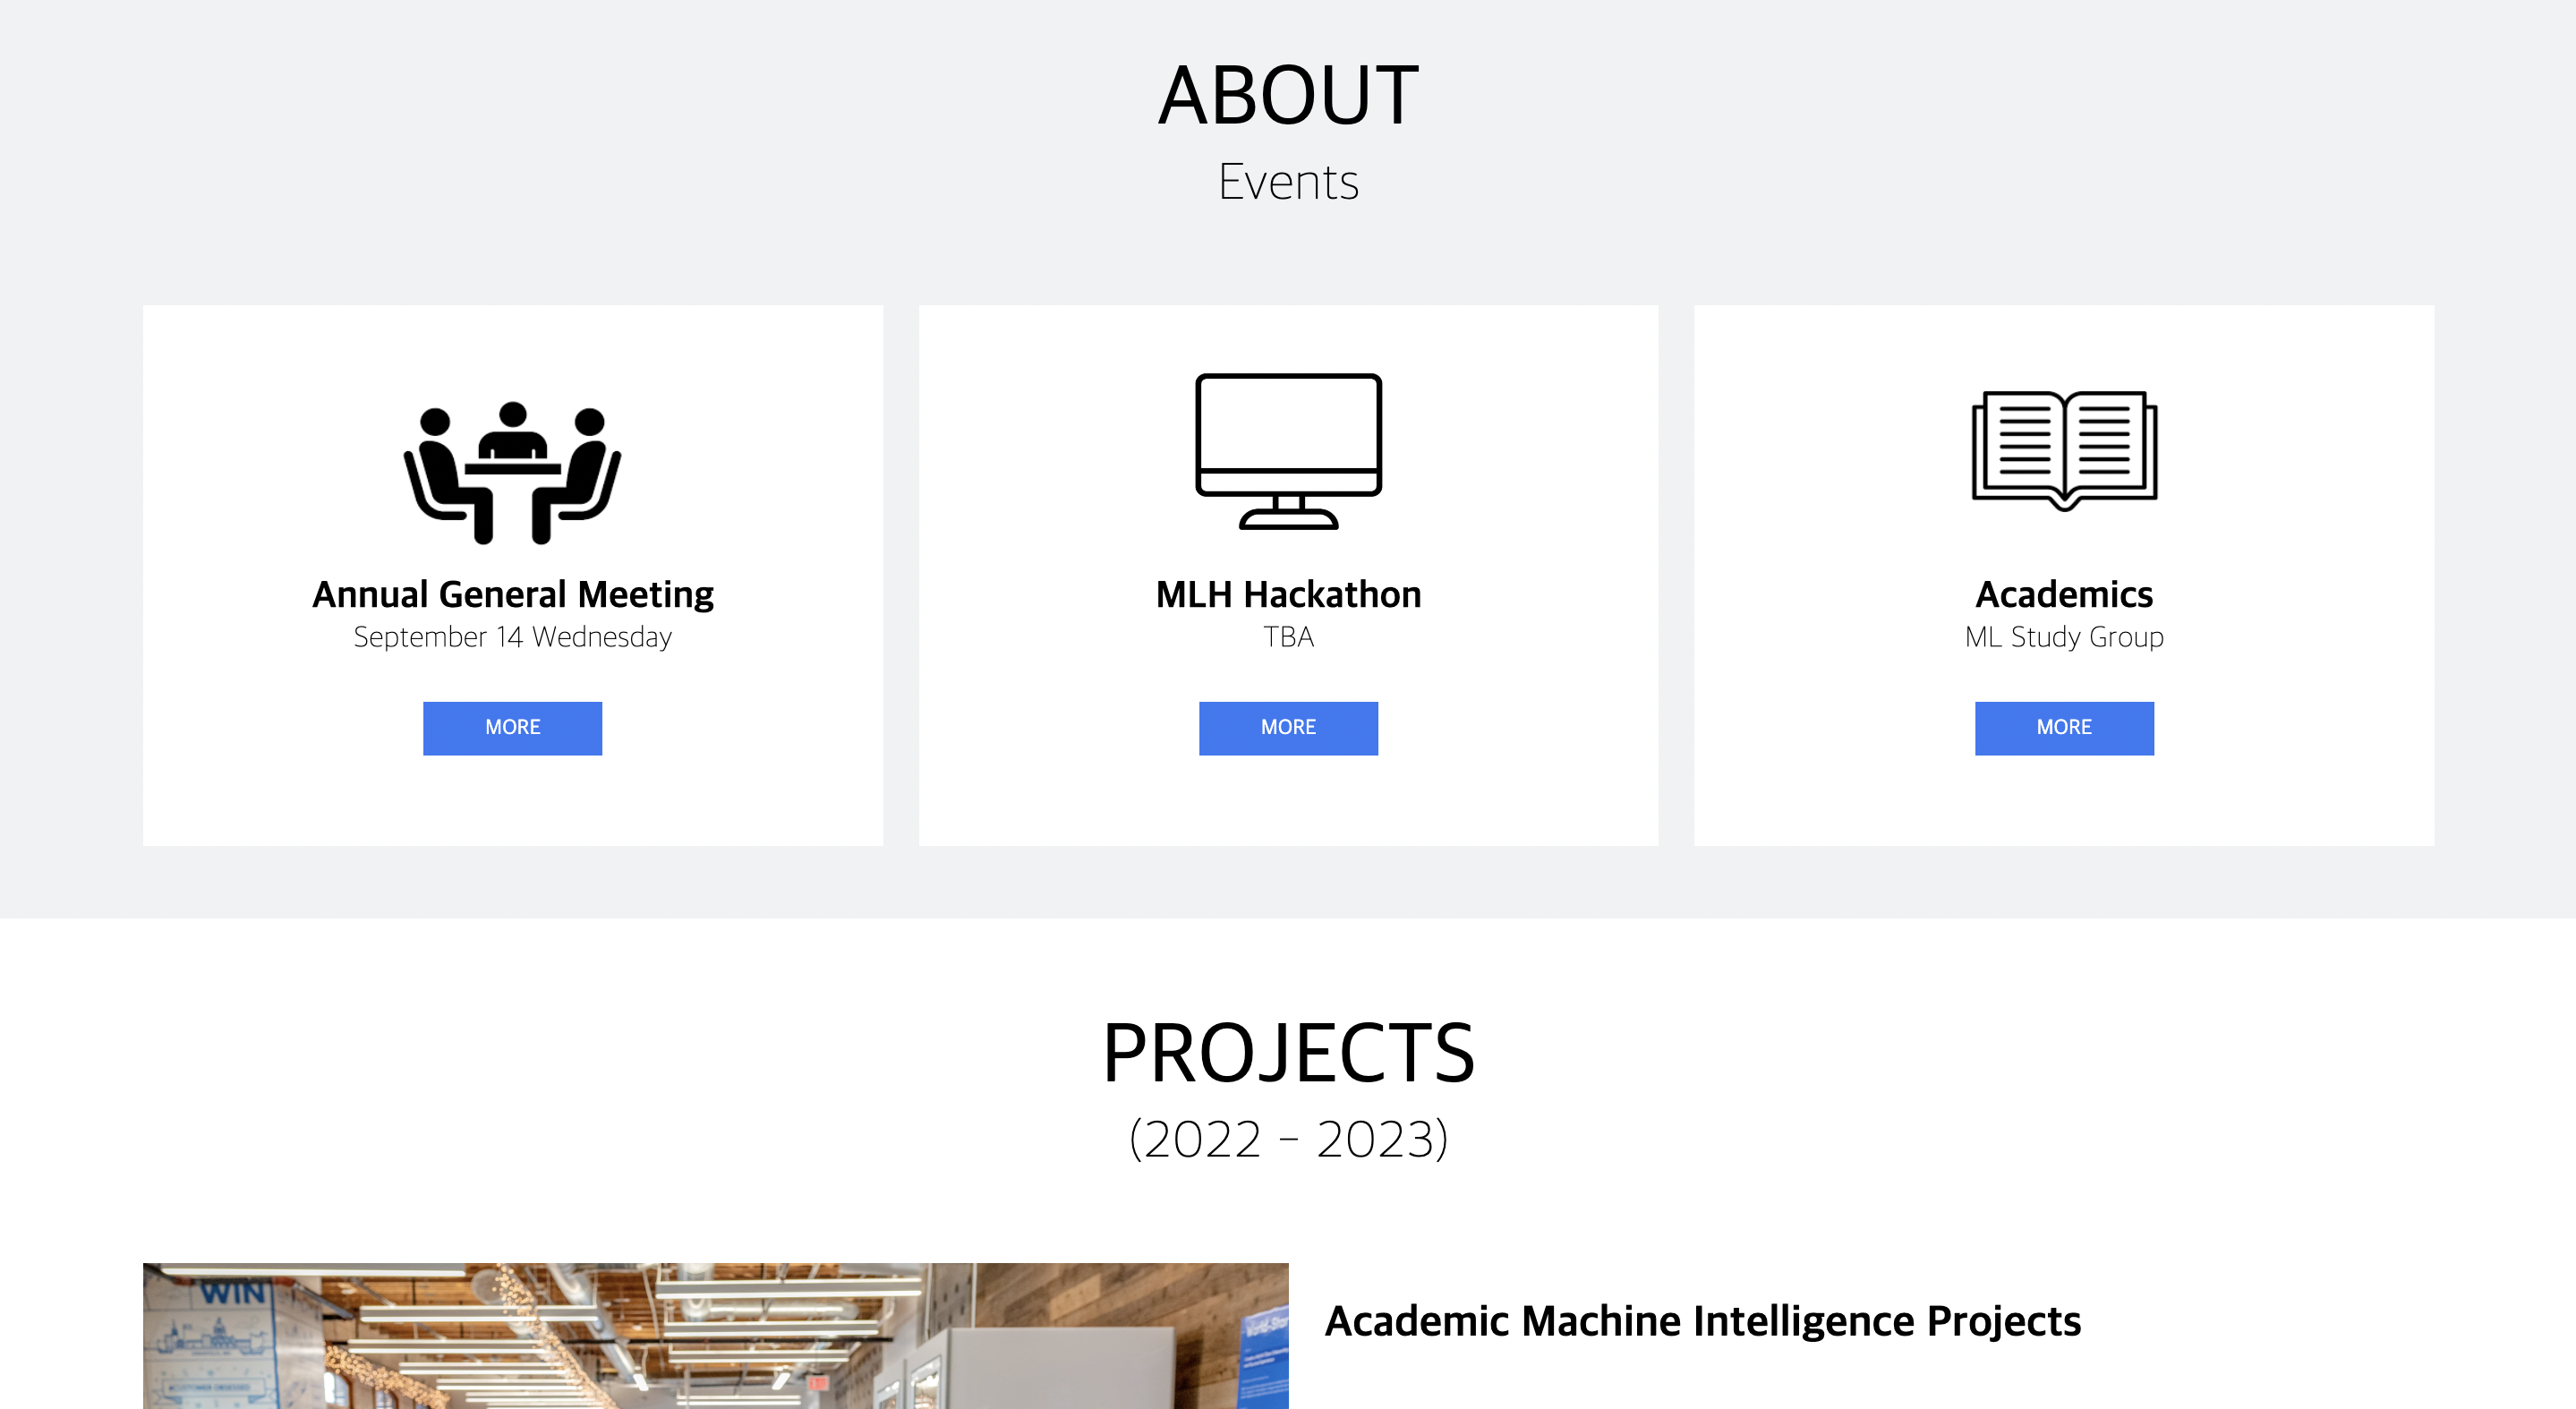 ABOUT
Events
Annual General Meeting
September 14 Wednesday
MORE
MLH Hackathon
TBA
MORE
Academics
ML Study Group
MORE
PROJECTS
(2022 - 2023)
WIN
Academic Machine Intelligence Projects